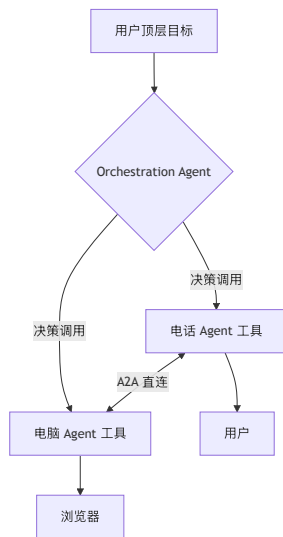 用户顶层目标
Orchestration Agent
决策调用
电话 Agent 工具
决策调用
A2A 直连
电脑 Agent 工具
用户
浏览器